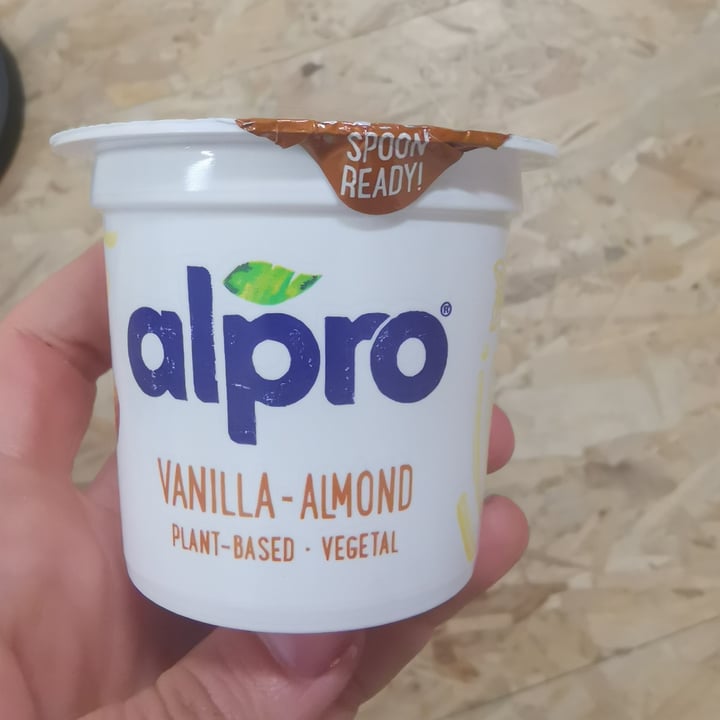 SPOON
READY!
alpro®
VANILLA-ALMOND
PLANT-BASED · VEGETAL